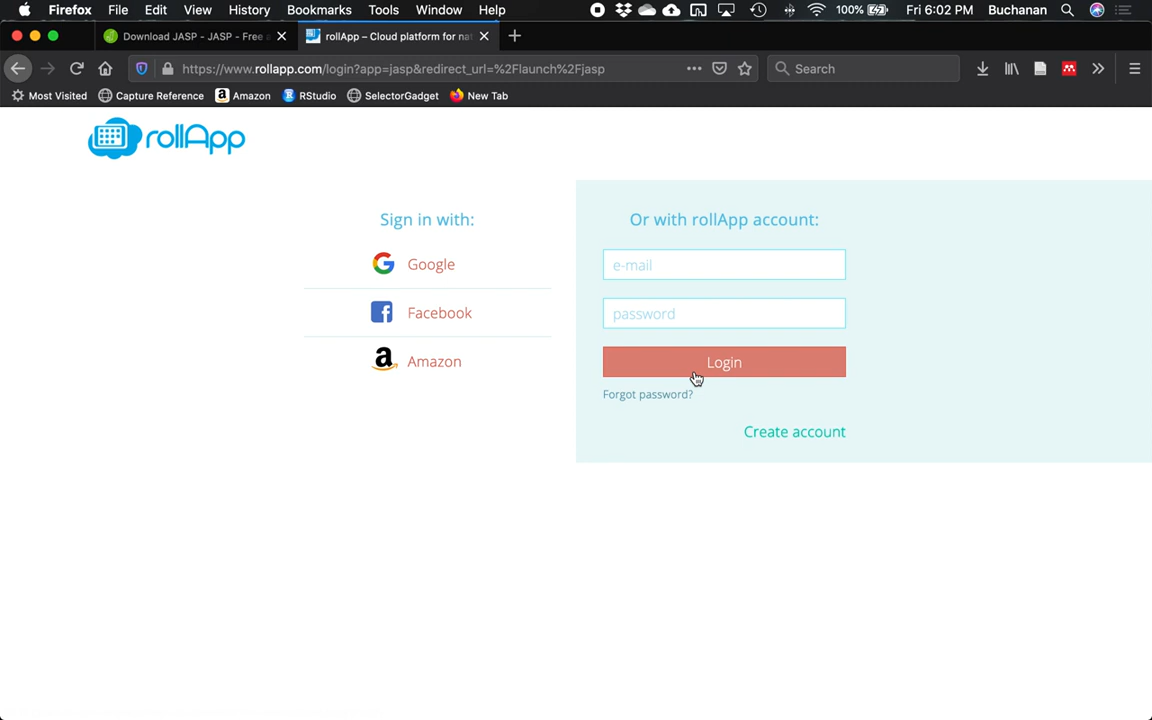 Firefox File Edit View History Bookmarks Tools Window Help 100% Fri 6:02 PM Buchanan
Download JASP - JASP - Free rollApp – Cloud platform for nat
https://www.rollapp.com/login?app=jasp&redirect_url=%2Flaunch%2Fjasp Search
Most Visited Capture Reference Amazon RStudio SelectorGadget New Tab
rollApp
Sign in with: Or with rollApp account:
Google e-mail
Facebook password
Amazon Login
Forgot password?
Create account